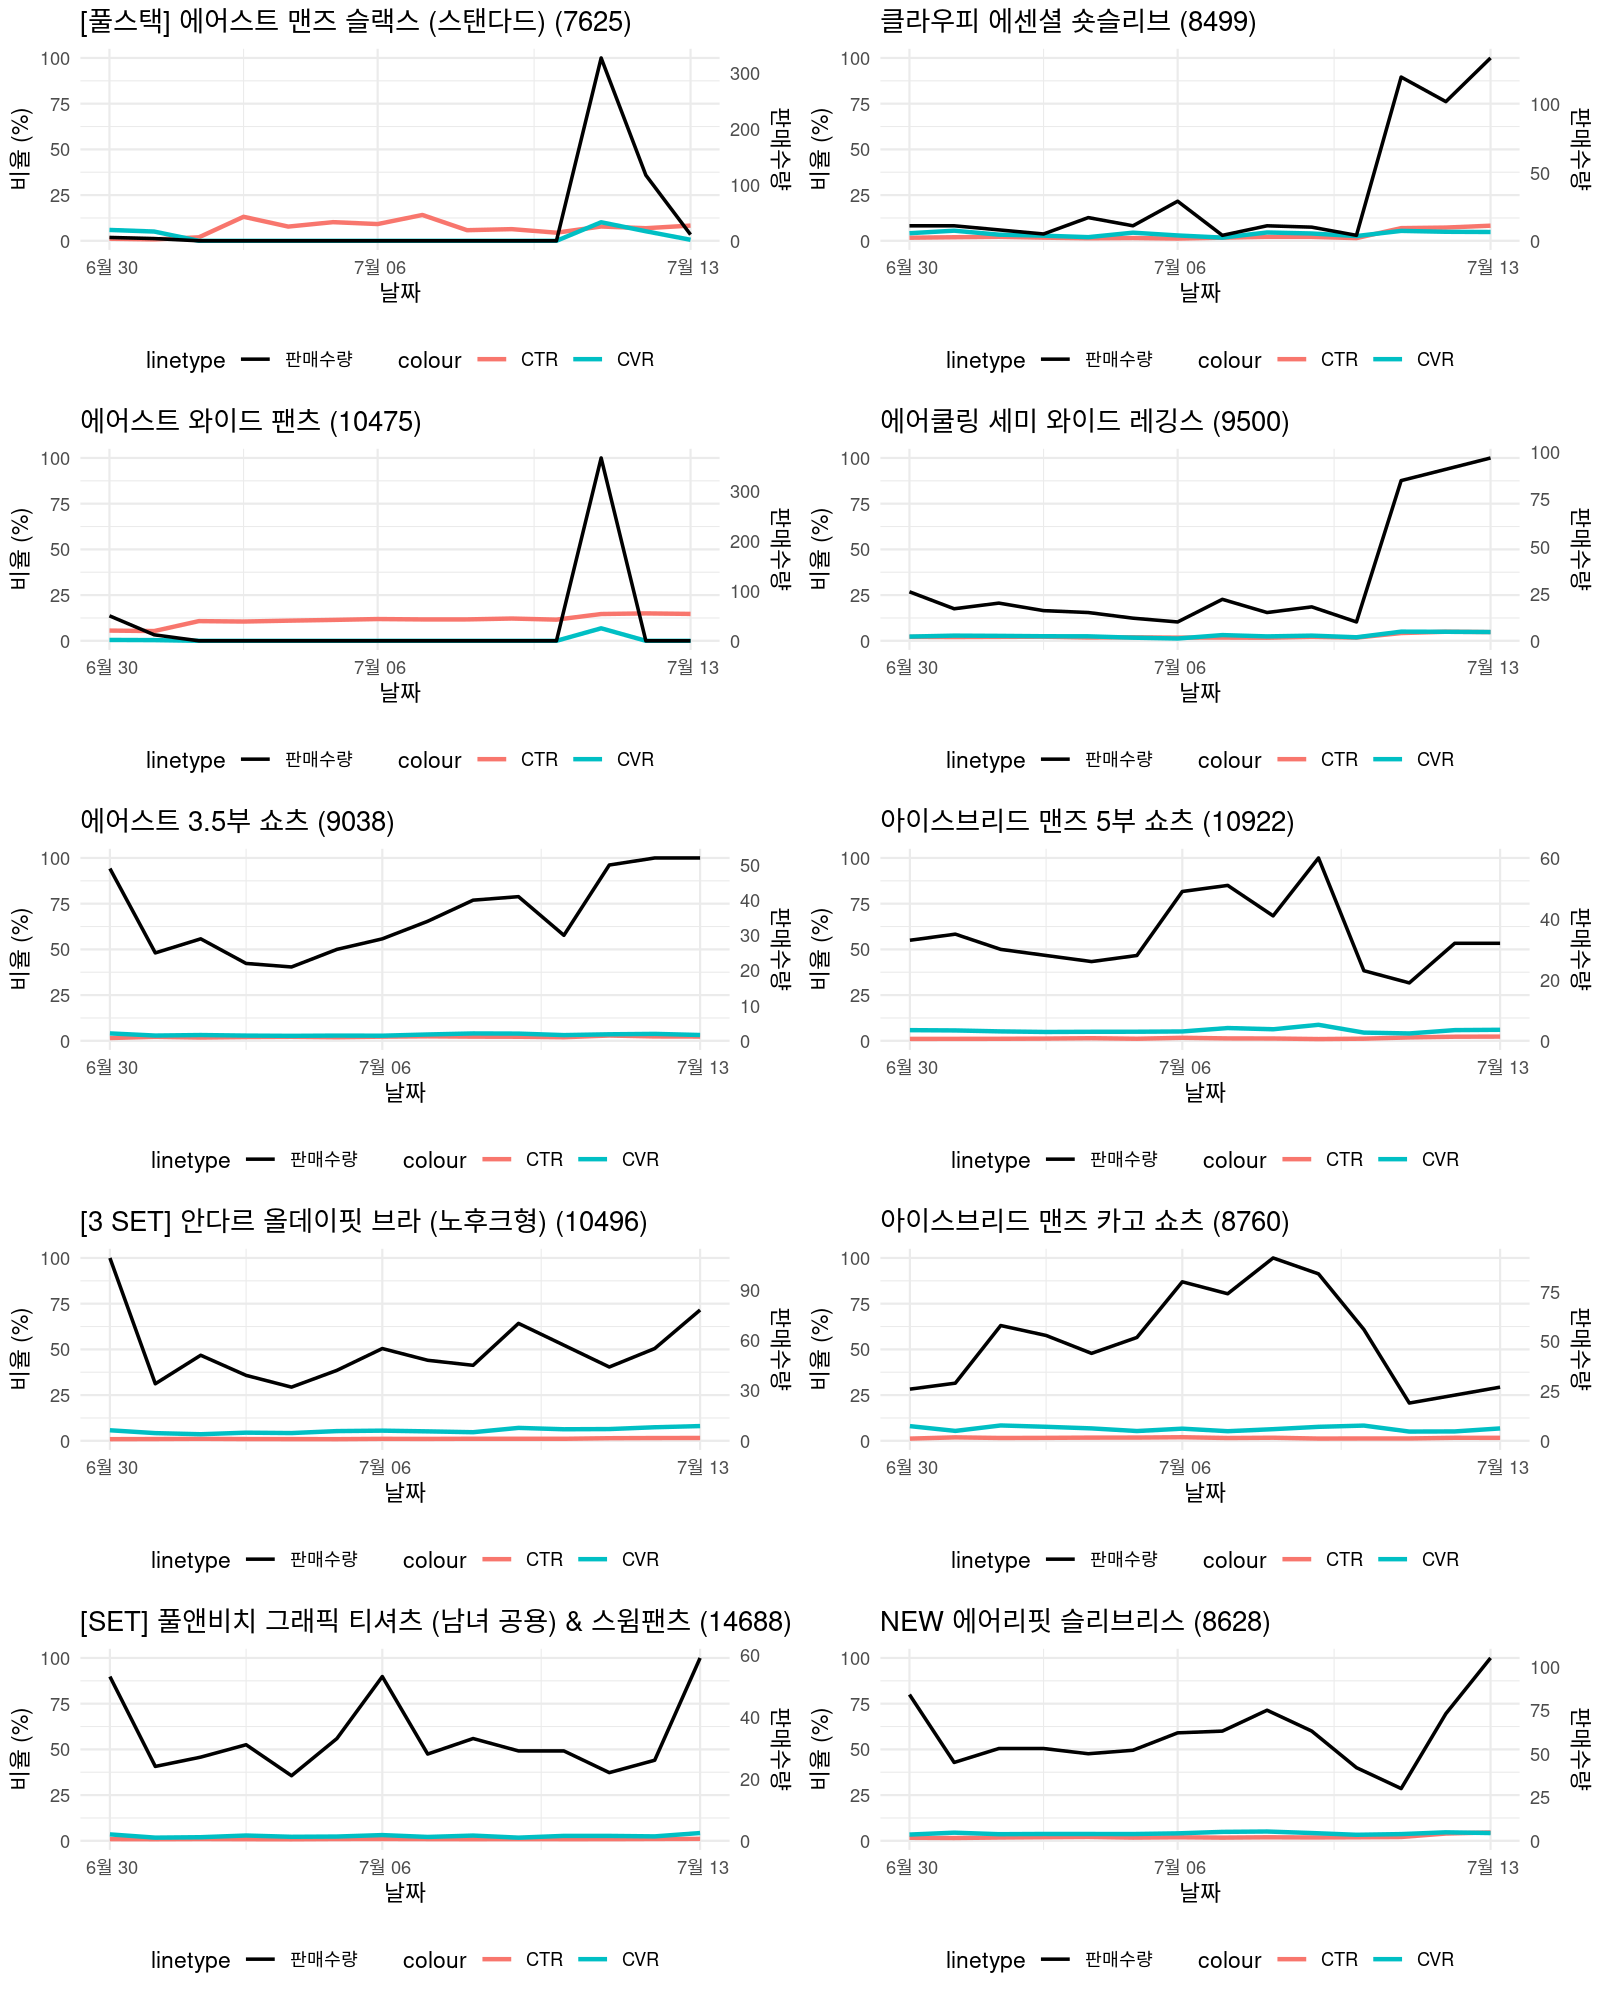 [풀스택] 에어스트 맨즈 슬랙스 (스탠다드) (7625)
비율 (%)
100
75
50
25
0
300
200
100
0
판매수량
6월 30 7월 06 7월 13
날짜
linetype 판매수량 colour CTR CVR
클라우피 에센셜 숏슬리브 (8499)
비율 (%)
100
75
50
25
0
100
50
0
판매수량
6월 30 7월 06 7월 13
날짜
linetype 판매수량 colour CTR CVR
에어스트 와이드 팬츠 (10475)
비율 (%)
100
75
50
25
0
300
200
100
0
판매수량
6월 30 7월 06 7월 13
날짜
linetype 판매수량 colour CTR CVR
에어쿨링 세미 와이드 레깅스 (9500)
비율 (%)
100
75
50
25
0
100
75
50
25
0
판매수량
6월 30 7월 06 7월 13
날짜
linetype 판매수량 colour CTR CVR
에어스트 3.5부 쇼츠 (9038)
비율 (%)
100
75
50
25
0
50
40
30
20
10
0
판매수량
6월 30 7월 06 7월 13
날짜
linetype 판매수량 colour CTR CVR
아이스브리드 맨즈 5부 쇼츠 (10922)
비율 (%)
100
75
50
25
0
60
40
20
0
판매수량
6월 30 7월 06 7월 13
날짜
linetype 판매수량 colour CTR CVR
[3 SET] 안다르 올데이핏 브라 (노후크형) (10496)
비율 (%)
100
75
50
25
0
90
60
30
0
판매수량
6월 30 7월 06 7월 13
날짜
linetype 판매수량 colour CTR CVR
아이스브리드 맨즈 카고 쇼츠 (8760)
비율 (%)
100
75
50
25
0
75
50
25
0
판매수량
6월 30 7월 06 7월 13
날짜
linetype 판매수량 colour CTR CVR
[SET] 풀앤비치 그래픽 티셔츠 (남녀 공용) & 스윔팬츠 (14688)
비율 (%)
100
75
50
25
0
60
40
20
0
판매수량
6월 30 7월 06 7월 13
날짜
linetype 판매수량 colour CTR CVR
NEW 에어리핏 슬리브리스 (8628)
비율 (%)
100
75
50
25
0
100
75
50
25
0
판매수량
6월 30 7월 06 7월 13
날짜
linetype 판매수량 colour CTR CVR